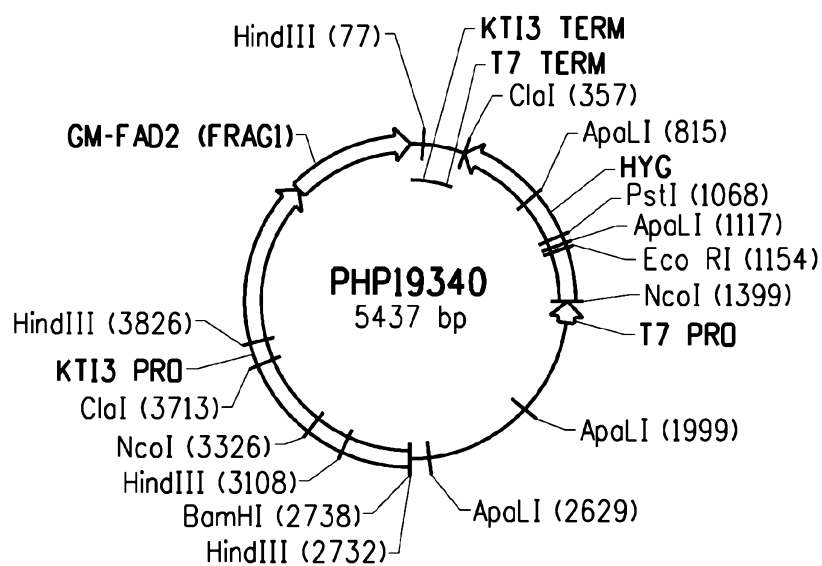 HindIII (77)
KTI3 TERM
T7 TERM
ClaI (357)
GM-FAD2 (FRAG1)
ApaLI (815)
HYG
PstI (1068)
ApaLI (1117)
Eco RI (1154)
NcoI (1399)
T7 PRO
PHP19340
5437 bp
HindIII (3826)
KTI3 PRO
ClaI (3713)
NcoI (3326)
HindIII (3108)
BamHI (2738)
HindIII (2732)
ApaLI (1999)
ApaLI (2629)